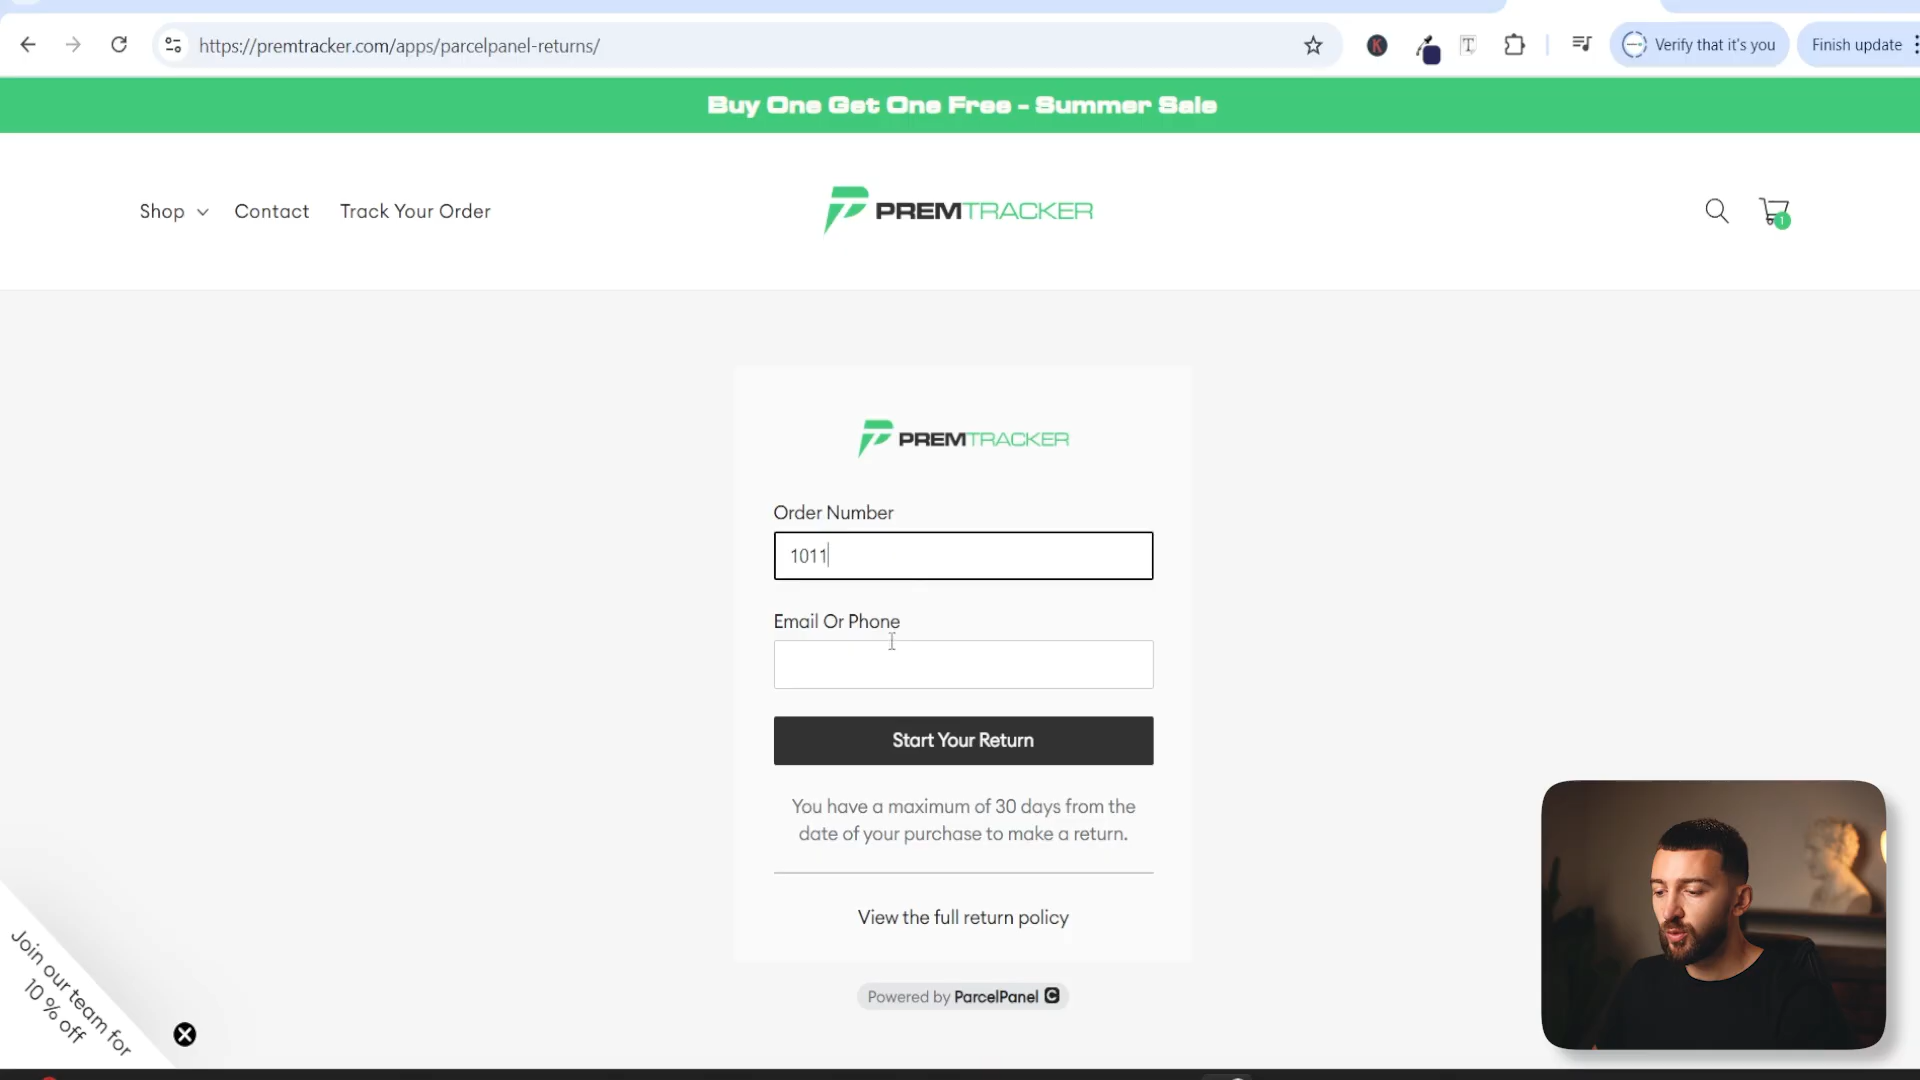 https://premtracker.com/apps/parcelpanel-returns/
K
T
Verify that it's you
Finish update
Buy One Get One Free - Summer Sale
Shop
Contact
Track Your Order
PREMTRACKER
1
PREMTRACKER
Order Number
1011
Email Or Phone
Start Your Return
You have a maximum of 30 days from the
date of your purchase to make a return.
View the full return policy
Powered by ParcelPanel
Join our team for
10 % off